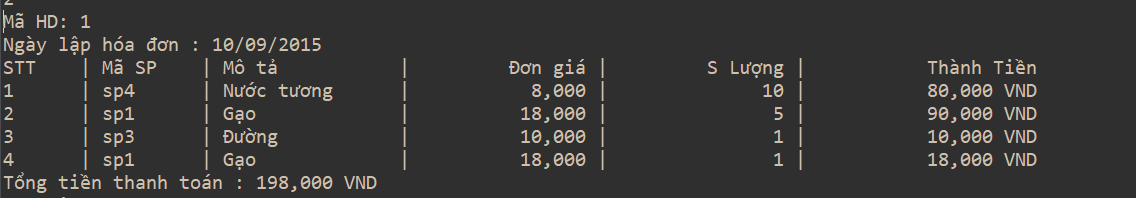 2
Mã HD: 1
Ngày lập hóa đơn : 10/09/2015
STT | Mã SP | Mô tả | Đơn giá | S Lượng | Thành Tiền
1 | sp4 | Nước tương | 8,000 | 10 | 80,000 VND
2 | sp1 | Gạo | 18,000 | 5 | 90,000 VND
3 | sp3 | Đường | 10,000 | 1 | 10,000 VND
4 | sp1 | Gạo | 18,000 | 1 | 18,000 VND
Tổng tiền thanh toán : 198,000 VND